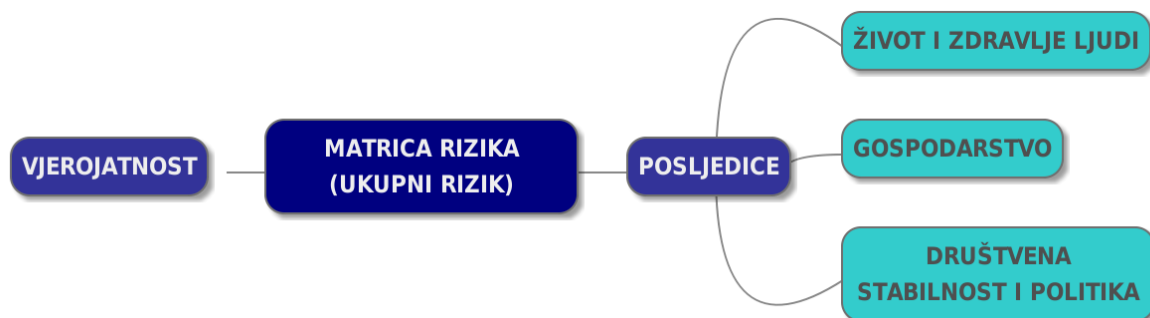 VJEROJATNOST
MATRICA RIZIKA
(UKUPNI RIZIK)
POSLJEDICE
ŽIVOT I ZDRAVLJE LJUDI
GOSPODARSTVO
DRUŠTVENA
STABILNOST I POLITIKA